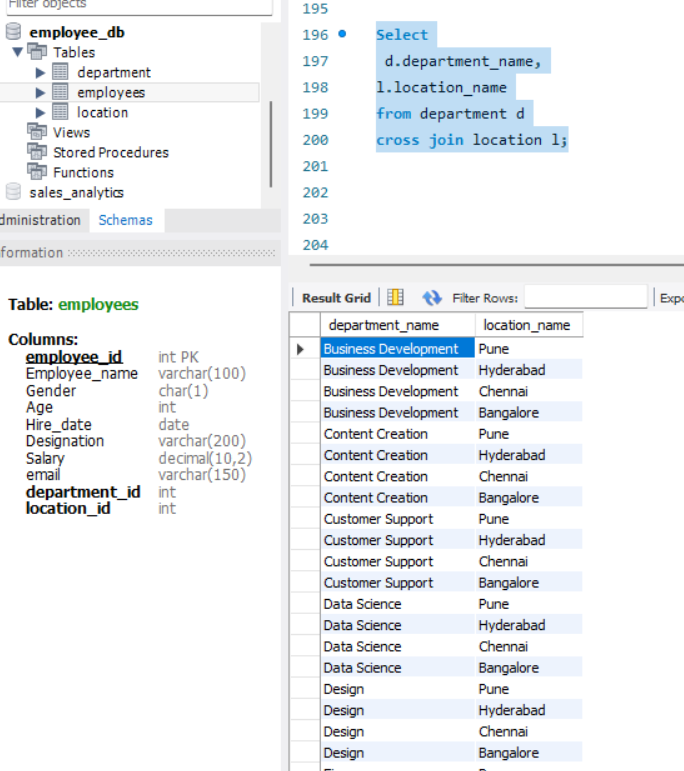 Filter objects
employee_db
Tables
department
employees
location
Views
Stored Procedures
Functions
sales_analytics
dministration Schemas
formation
Table: employees
Columns:
employee_id int PK
Employee_name varchar(100)
Gender char(1)
Age int
Hire_date date
Designation varchar(200)
Salary decimal(10,2)
email varchar(150)
department_id int
location_id int
195
196 Select
197 d.department_name,
198 l.location_name
199 from department d
200 cross join location l;
201
202
203
204
Result Grid Filter Rows: Expo
department_name location_name
Business Development Pune
Business Development Hyderabad
Business Development Chennai
Business Development Bangalore
Content Creation Pune
Content Creation Hyderabad
Content Creation Chennai
Content Creation Bangalore
Customer Support Pune
Customer Support Hyderabad
Customer Support Chennai
Customer Support Bangalore
Data Science Pune
Data Science Hyderabad
Data Science Chennai
Data Science Bangalore
Design Pune
Design Hyderabad
Design Chennai
Design Bangalore